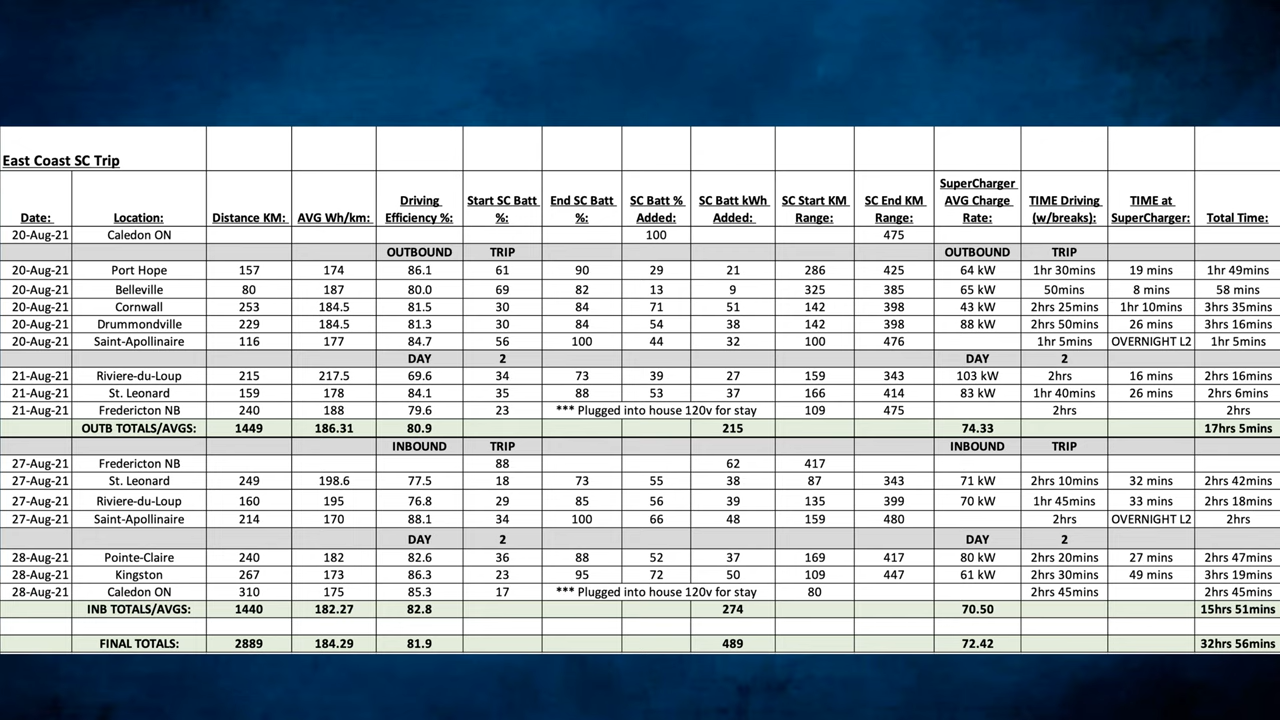 East Coast SC Trip
Date: Location: Distance KM: AVG Wh/km: Driving Efficiency %: Start SC Batt %: End SC Batt %: SC Batt % Added: SC Batt kWh Added: SC Start KM Range: SC End KM Range: SuperCharger AVG Charge Rate: TIME Driving (w/breaks): TIME at SuperCharger: Total Time:
20-Aug-21 Caledon ON 100 475
OUTBOUND TRIP OUTBOUND TRIP
20-Aug-21 Port Hope 157 174 86.1 61 90 29 21 286 425 64 kW 1hr 30mins 19 mins 1hr 49mins
20-Aug-21 Belleville 80 187 80.0 69 82 13 9 325 385 65 kW 50mins 8 mins 58 mins
20-Aug-21 Cornwall 253 184.5 81.5 30 84 71 51 142 398 43 kW 2hrs 25mins 1hr 10mins 3hrs 35mins
20-Aug-21 Drummondville 229 184.5 81.3 30 84 54 38 142 398 88 kW 2hrs 50mins 26 mins 3hrs 16mins
20-Aug-21 Saint-Apollinaire 116 177 84.7 56 100 44 32 100 476 1hr 5mins OVERNIGHT L2 1hr 5mins
DAY 2 DAY 2
21-Aug-21 Riviere-du-Loup 215 217.5 69.6 34 73 39 27 159 343 103 kW 2hrs 16 mins 2hrs 16mins
21-Aug-21 St. Leonard 159 178 84.1 35 88 53 37 166 414 83 kW 1hr 40mins 26 mins 2hrs 6mins
21-Aug-21 Fredericton NB 240 188 79.6 23 *** Plugged into house 120v for stay 109 475 2hrs 2hrs
OUTB TOTALS/AVGS: 1449 186.31 80.9 215 74.33 17hrs 5mins
INBOUND TRIP INBOUND TRIP
27-Aug-21 Fredericton NB 88 62 417
27-Aug-21 St. Leonard 249 198.6 77.5 18 73 55 38 87 343 71 kW 2hrs 10mins 32 mins 2hrs 42mins
27-Aug-21 Riviere-du-Loup 160 195 76.8 29 85 56 39 135 399 70 kW 1hr 45mins 33 mins 2hrs 18mins
27-Aug-21 Saint-Apollinaire 214 170 88.1 34 100 66 48 159 480 2hrs OVERNIGHT L2 2hrs
DAY 2 DAY 2
28-Aug-21 Pointe-Claire 240 182 82.6 36 88 52 37 169 417 80 kW 2hrs 20mins 27 mins 2hrs 47mins
28-Aug-21 Kingston 267 173 86.3 23 95 72 50 109 447 61 kW 2hrs 30mins 49 mins 3hrs 19mins
28-Aug-21 Caledon ON 310 175 85.3 17 *** Plugged into house 120v for stay 80 2hrs 45mins 2hrs 45mins
INB TOTALS/AVGS: 1440 182.27 82.8 274 70.50 15hrs 51mins
FINAL TOTALS: 2889 184.29 81.9 489 72.42 32hrs 56mins